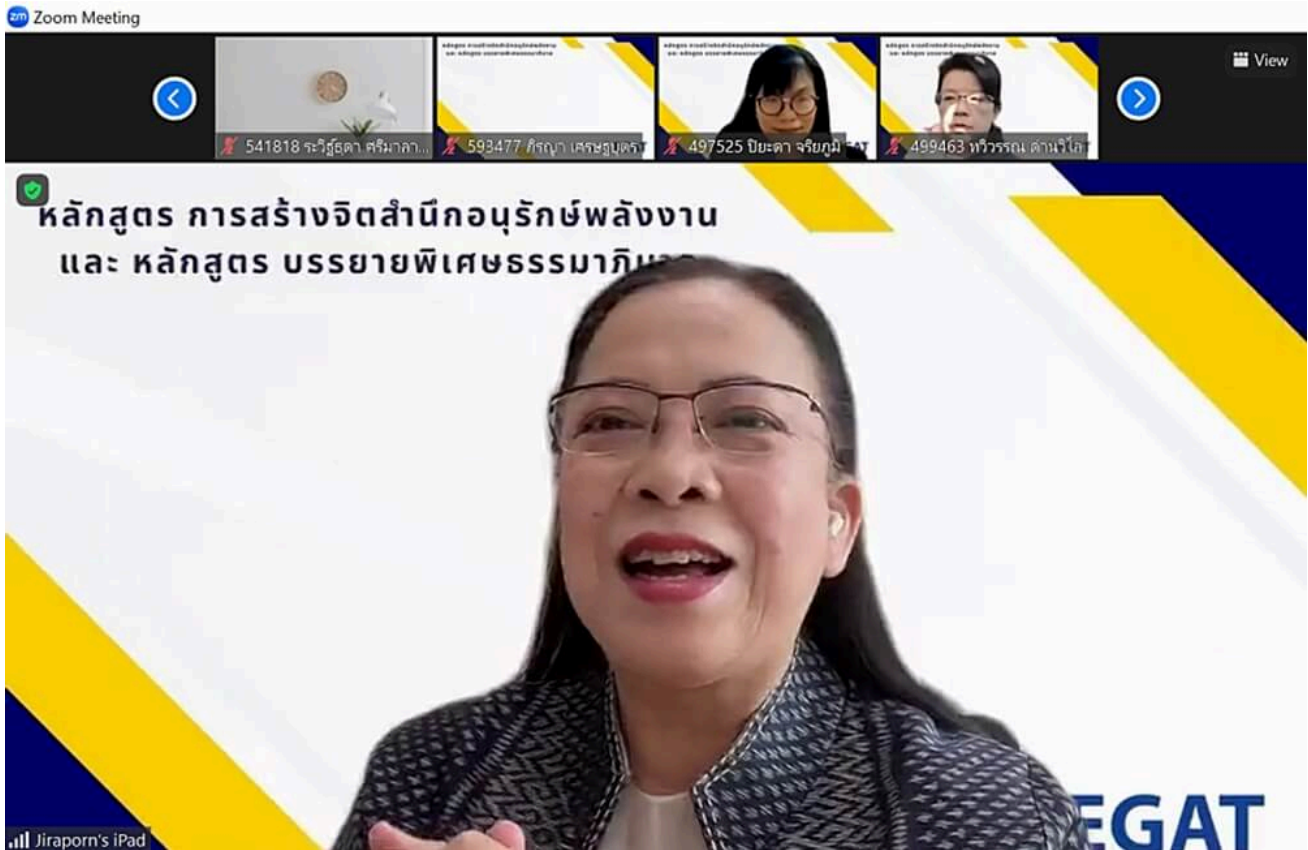 Zoom Meeting
View
541818 ระวิฐ์ธุดา ศรีมาลา...
593477 ภิรญา เศรษฐบุตร
497525 ปิยะดา จริยภูมิ
499463 ทวีวรรณ ด่านวิไล
หลักสูตร การสร้างจิตสำนึกอนุรักษ์พลังงาน
และ หลักสูตร บรรยายพิเศษธรรมาภิบาล
Jiraporn's iPad
EGAT